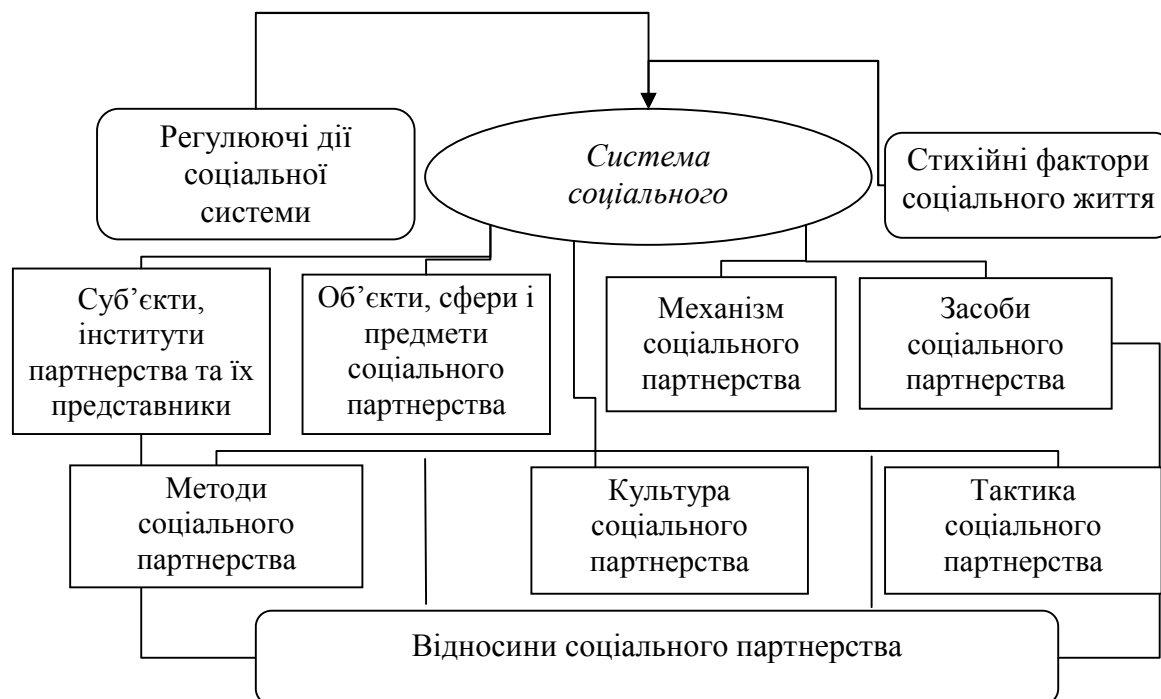 Регулюючі дії
соціальної
системи
Система
соціального
Стихійні фактори
соціального життя
Суб’єкти,
інститути
партнерства та їх
представники
Об’єкти, сфери і
предмети
соціального
партнерства
Механізм
соціального
партнерства
Засоби
соціального
партнерства
Методи
соціального
партнерства
Культура
соціального
партнерства
Тактика
соціального
партнерства
Відносини соціального партнерства